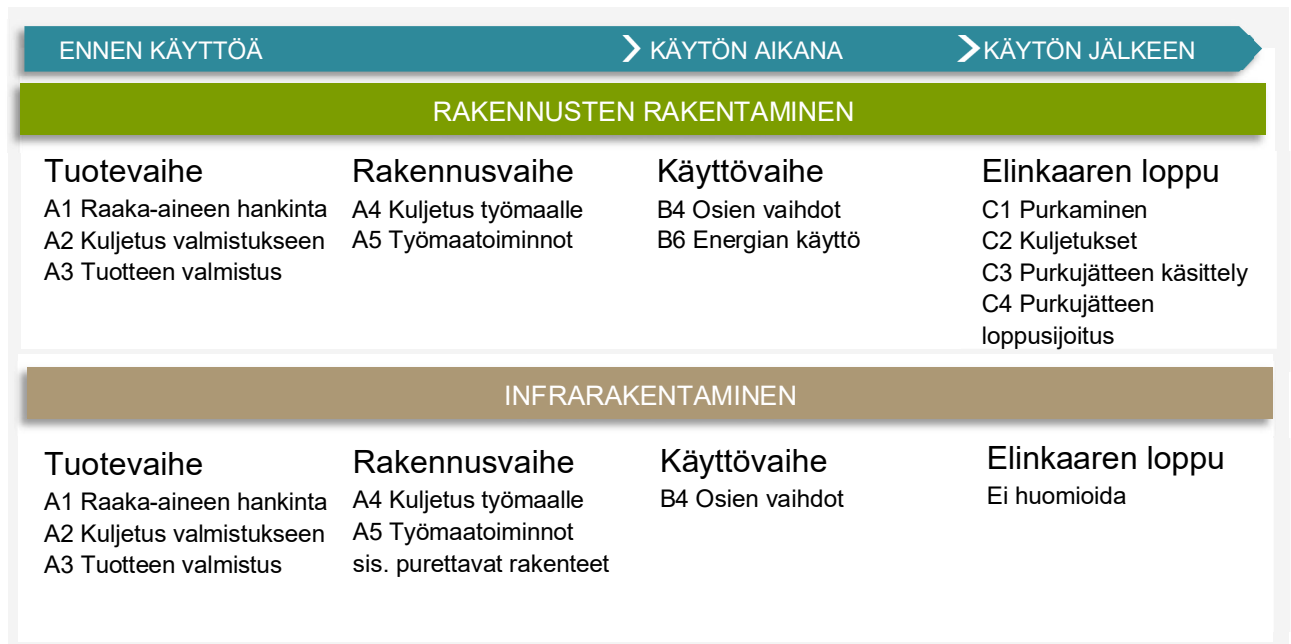 ENNEN KÄYTTÖÄ
KÄYTÖN AIKANA
KÄYTÖN JÄLKEEN
RAKENNUSTEN RAKENTAMINEN
Tuotevaihe
A1 Raaka-aineen hankinta
A2 Kuljetus valmistukseen
A3 Tuotteen valmistus
Rakennusvaihe
A4 Kuljetus työmaalle
A5 Työmaatoiminnot
Käyttövaihe
B4 Osien vaihdot
B6 Energian käyttö
Elinkaaren loppu
C1 Purkaminen
C2 Kuljetukset
C3 Purkujätteen käsittely
C4 Purkujätteen
loppusijoitus
INFRARAKENTAMINEN
Tuotevaihe
A1 Raaka-aineen hankinta
A2 Kuljetus valmistukseen
A3 Tuotteen valmistus
Rakennusvaihe
A4 Kuljetus työmaalle
A5 Työmaatoiminnot
sis. purettavat rakenteet
Käyttövaihe
B4 Osien vaihdot
Elinkaaren loppu
Ei huomioida